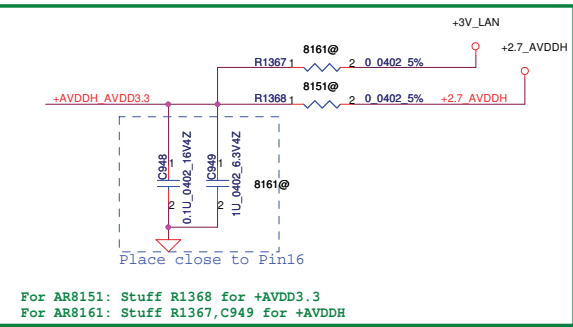 +3V_LAN
8161@
+2.7_AVDDH
R1367 1 2 0_0402_5%
8151@
+AVDDH_AVD3.3
R1368 1 2 0_0402_5% +2.7_AVDDH
C948
1
2
0.1U_0402_16V4Z
C949
1
2
1U_0402_6.3V4Z
8161@
Place close to Pin16
For AR8151: Stuff R1368 for +AVDD3.3
For AR8161: Stuff R1367,C949 for +AVDDH